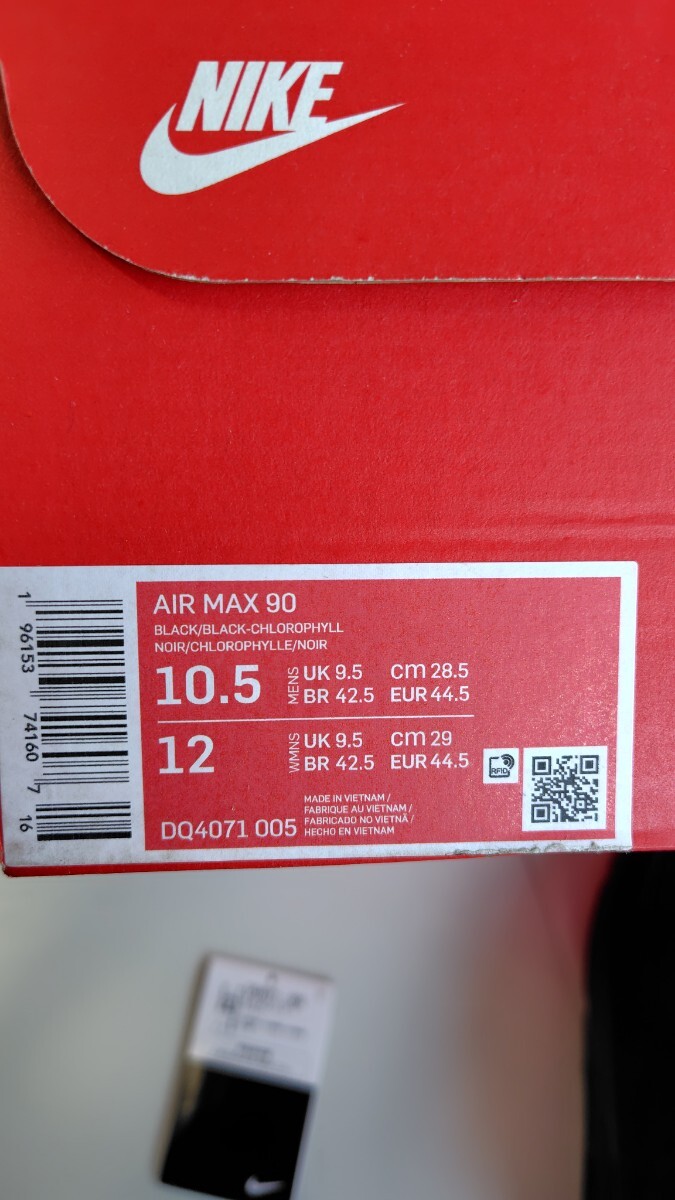 NIKE
AIR MAX 90
BLACK/BLACK-CHLOROPHYLL
NOIR/CHLOROPHYLLE/NOIR
10.5 MENS UK 9.5 cm 28.5
BR 42.5 EUR 44.5
12 WMNS UK 9.5 cm 29
BR 42.5 EUR 44.5
RFID
DQ4071 005
MADE IN VIETNAM /
FABRIQUE AU VIETNAM /
FABRICADO NO VIETNÃ /
HECHO EN VIETNAM
1 96153 74160 7 16